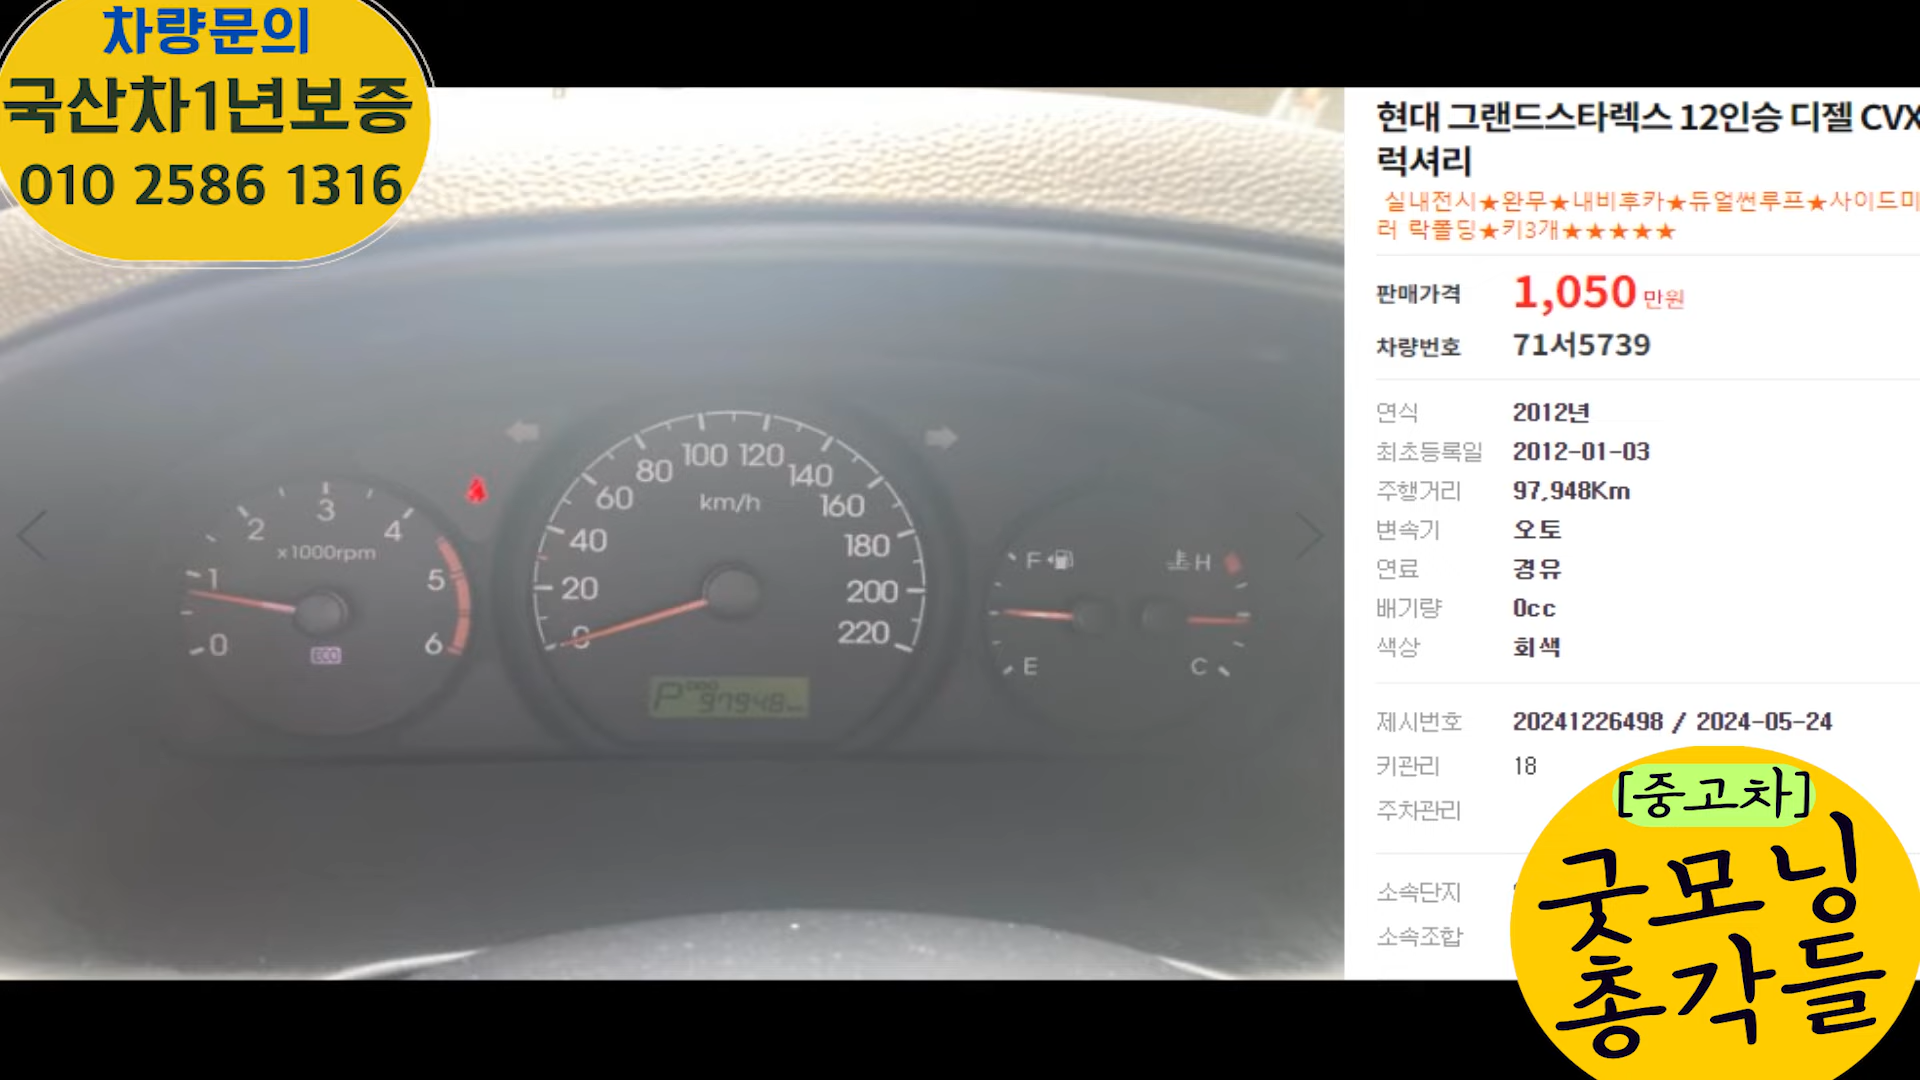 차량문의
국산차1년보증
010 2586 1316
현대 그랜드스타렉스 12인승 디젤 CVX
럭셔리
실내전시★완무★내비후카★듀얼썬루프★사이드미
러 락폴딩★키3개★★★★★
판매가격 1,050 만원
차량번호 71서5739
연식 2012년
최초등록일 2012-01-03
주행거리 97,948Km
변속기 오토
연료 경유
배기량 0cc
색상 회색
제시번호 20241226498 / 2024-05-24
키관리 18
주차관리
소속단지
소속조합
[중고차]
굿모닝
총각들
0 1 2 3 4 5 6
x1000rpm
ECO
0 20 40 60 80 100 120 140 160 180 200 220
km/h
P 97948
F
E
H
C